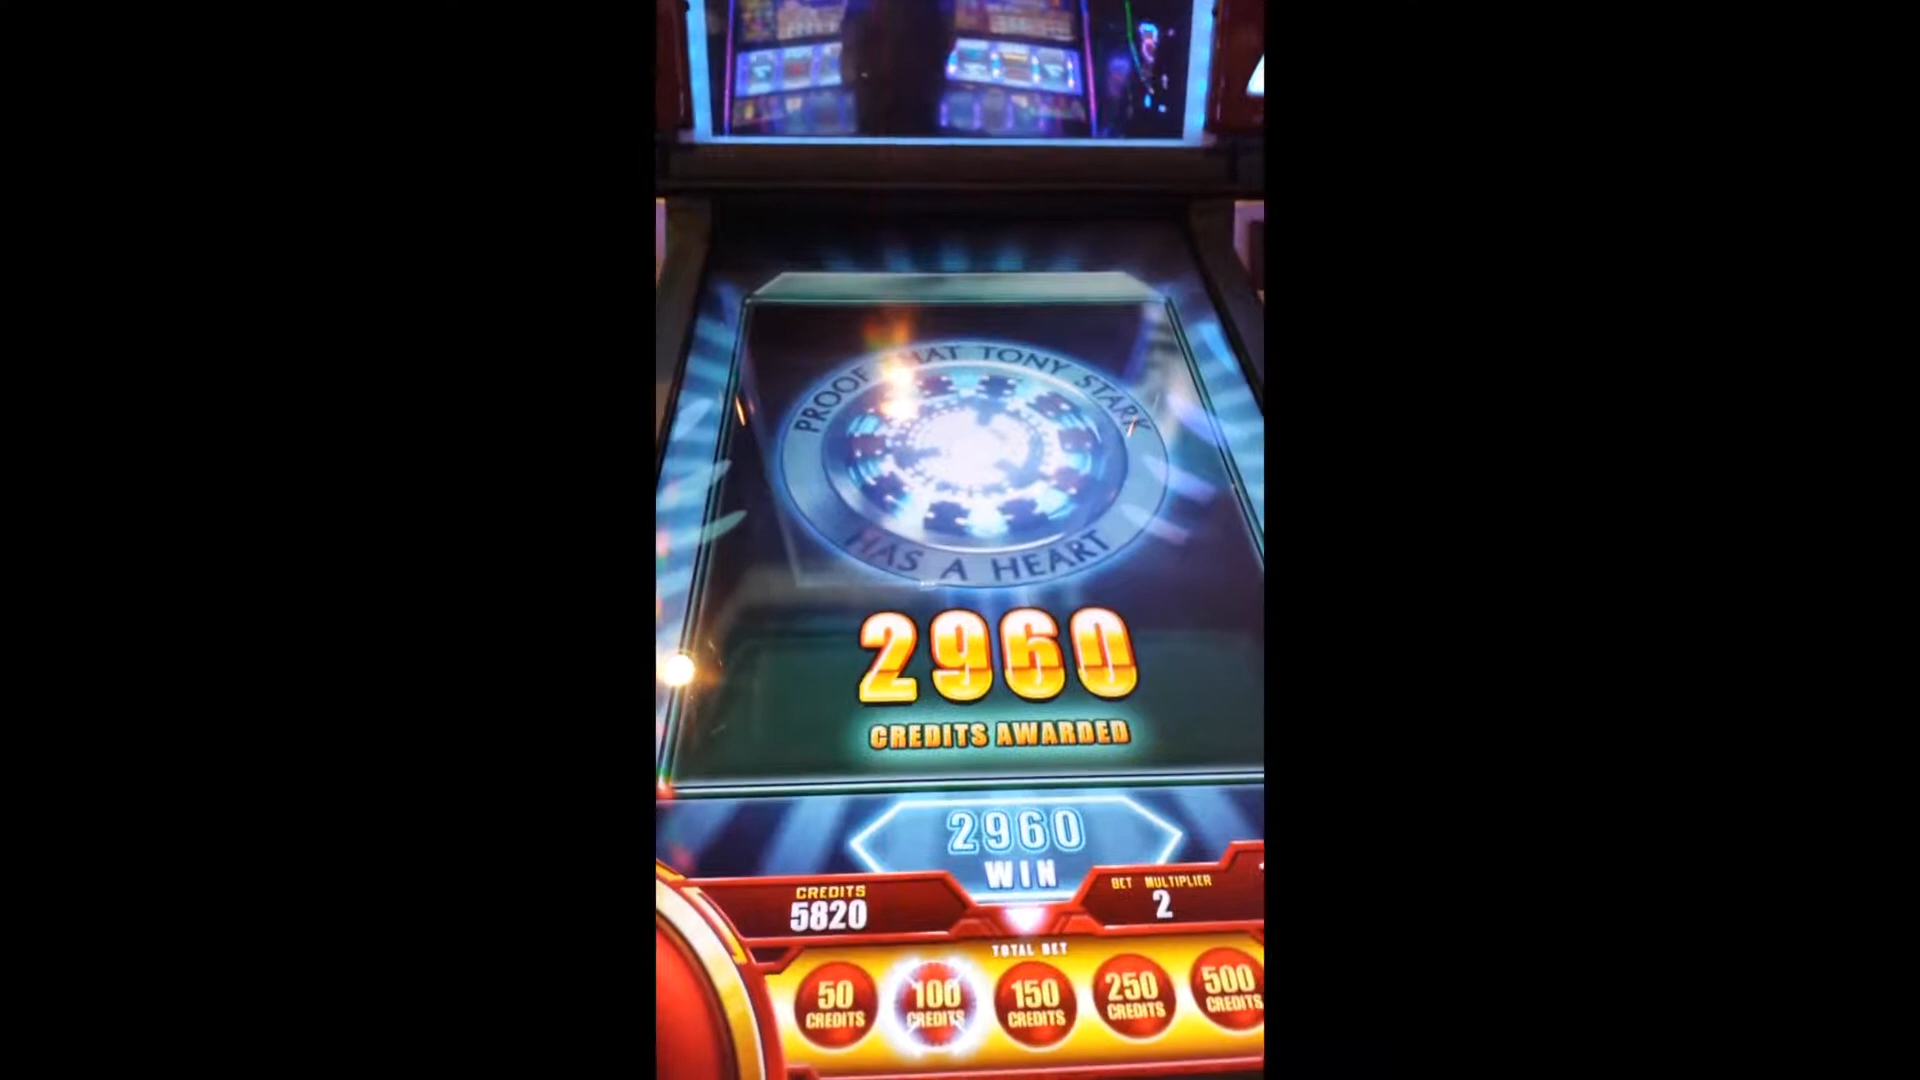 PROOF THAT TONY STARK
HAS A HEART
2960
CREDITS AWARDED
2960
WIN
CREDITS
5820
BET MULTIPLIER
2
TOTAL BET
50
CREDITS
100
CREDITS
150
CREDITS
250
CREDITS
500
CREDITS